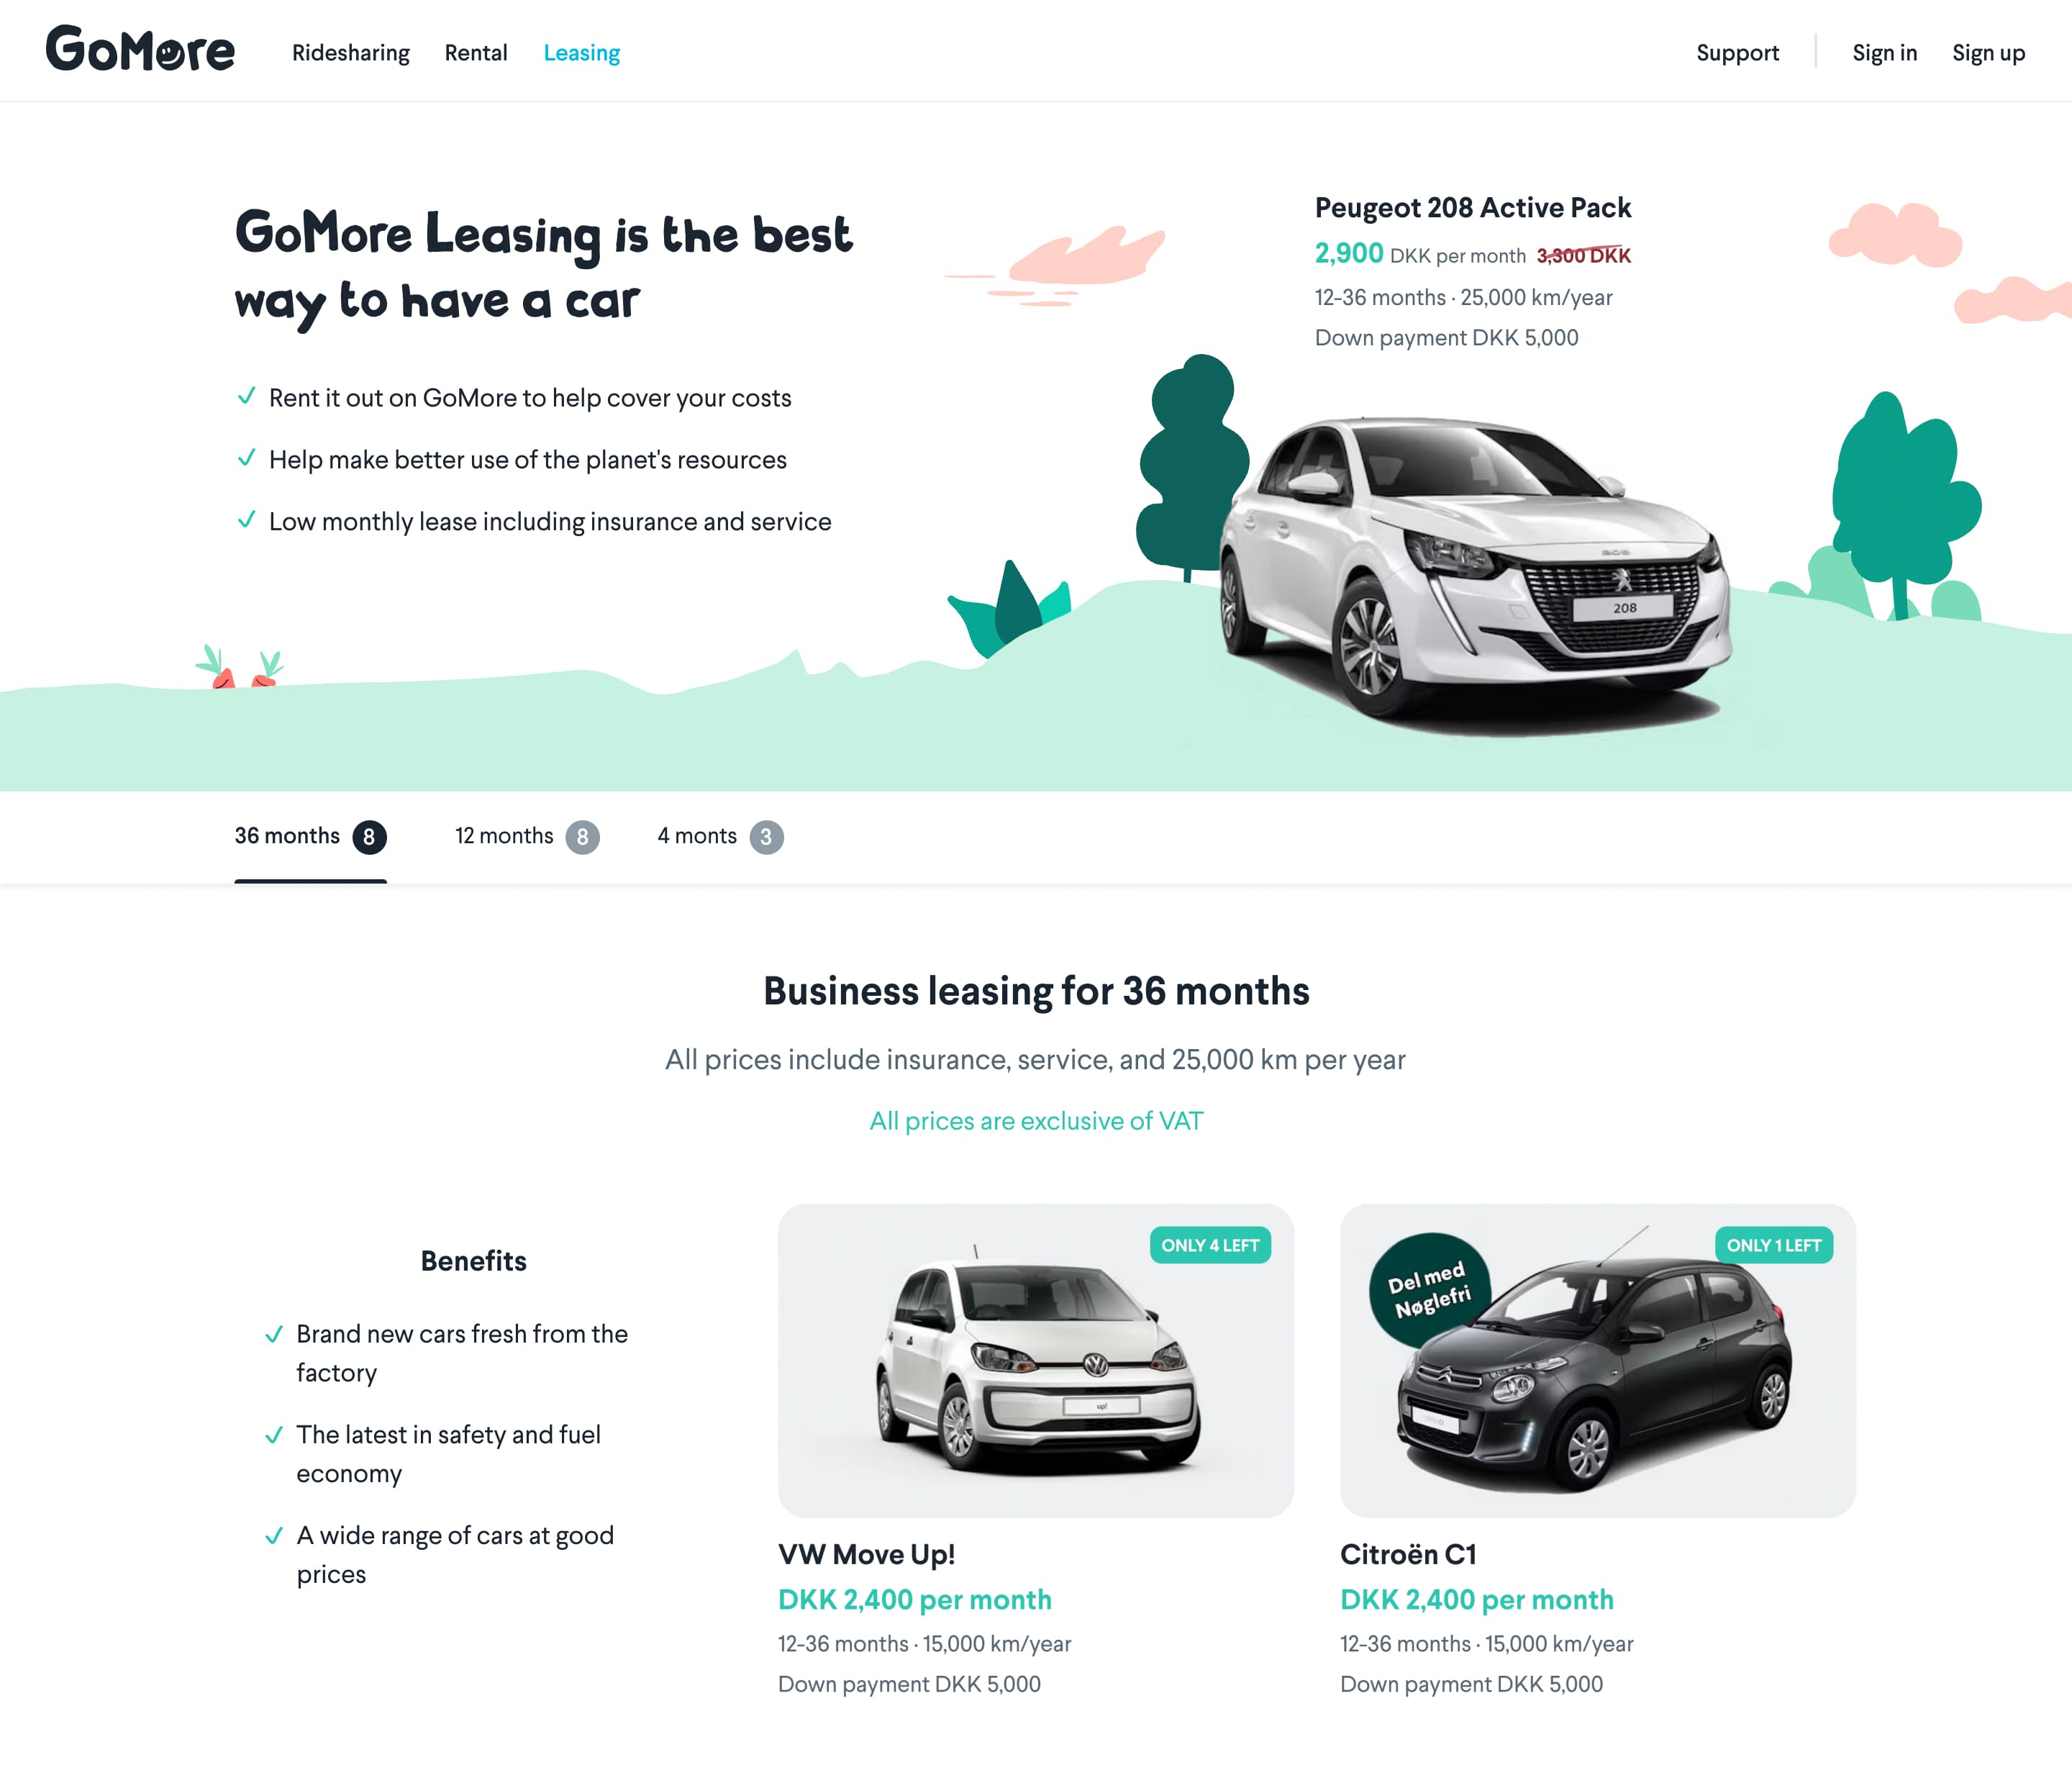 GoMore
Ridesharing
Rental
Leasing
Support
Sign in
Sign up
GoMore Leasing is the best
way to have a car
Rent it out on GoMore to help cover your costs
Help make better use of the planet's resources
Low monthly lease including insurance and service
Peugeot 208 Active Pack
2,900 DKK per month 3,300 DKK
12-36 months · 25,000 km/year
Down payment DKK 5,000
208
36 months 8
12 months 8
4 monts 3
Business leasing for 36 months
All prices include insurance, service, and 25,000 km per year
All prices are exclusive of VAT
Benefits
Brand new cars fresh from the
factory
The latest in safety and fuel
economy
A wide range of cars at good
prices
ONLY 4 LEFT
up!
VW Move Up!
DKK 2,400 per month
12-36 months · 15,000 km/year
Down payment DKK 5,000
Del med
Nøglefri
ONLY 1 LEFT
Citroën C1
DKK 2,400 per month
12-36 months · 15,000 km/year
Down payment DKK 5,000